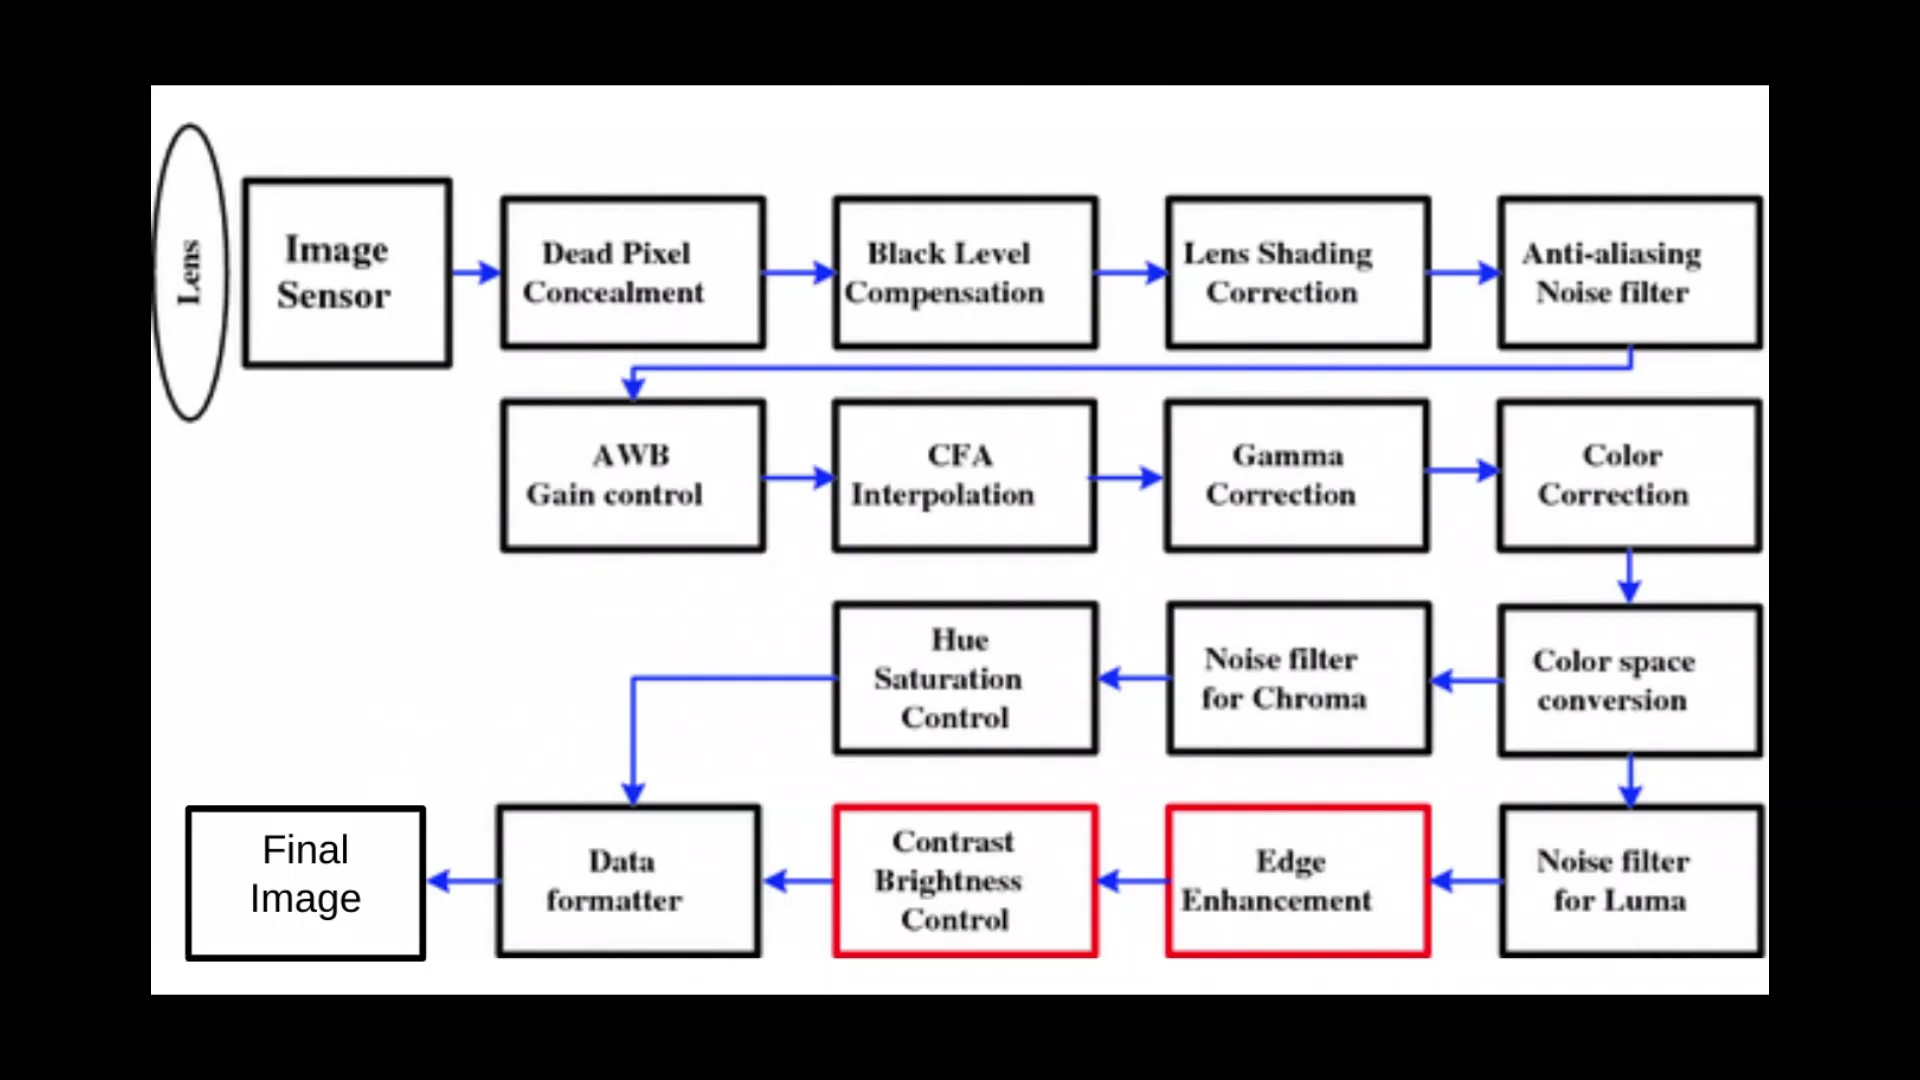 Lens
Image
Sensor
Dead Pixel
Concealment
Black Level
Compensation
Lens Shading
Correction
Anti-aliasing
Noise filter
AWB
Gain control
CFA
Interpolation
Gamma
Correction
Color
Correction
Hue
Saturation
Control
Noise filter
for Chroma
Color space
conversion
Final
Image
Data
formatter
Contrast
Brightness
Control
Edge
Enhancement
Noise filter
for Luma